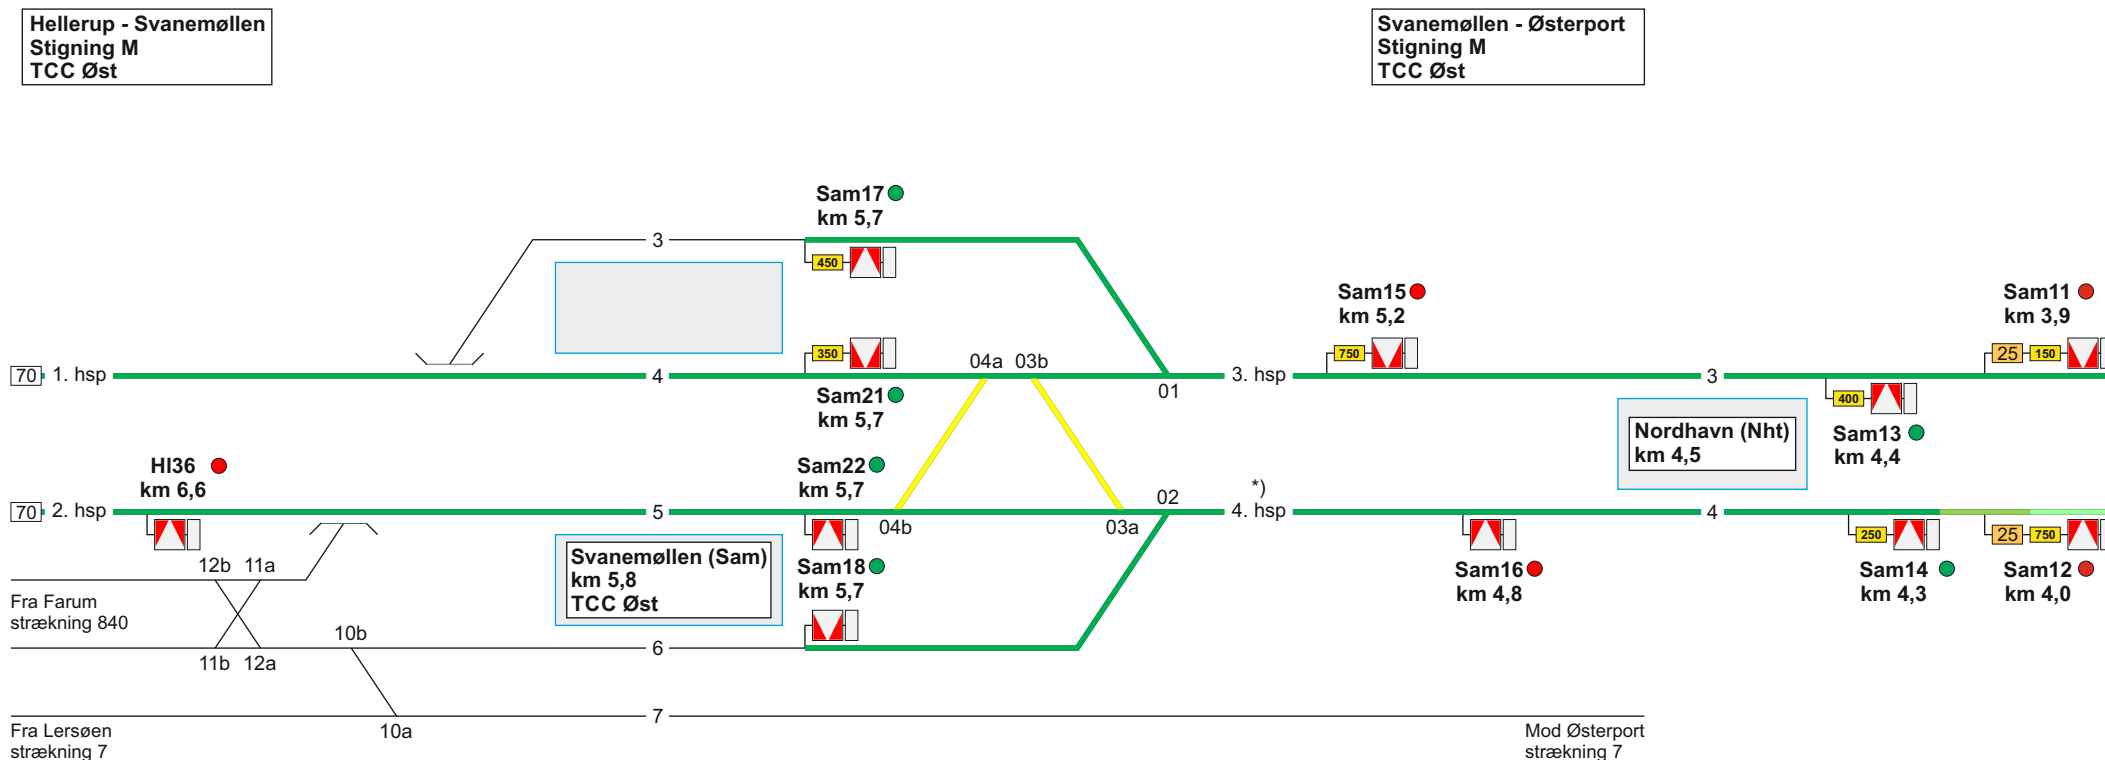 Hellerup - Svanemøllen
Stigning M
TCC Øst
Svanemøllen - Østerport
Stigning M
TCC Øst
Sam17
km 5,7
3
450
Sam15
km 5,2
Sam11
km 3,9
350
04a 03b
750
25 150
70 1. hsp
4
3. hsp
3
01
Sam21
km 5,7
400
Nordhavn (Nht)
km 4,5
Sam13
km 4,4
Hl36
km 6,6
Sam22
km 5,7
*)
02
70 2. hsp
5
4. hsp
4
04b
03a
250
25 750
Svanemøllen (Sam)
km 5,8
TCC Øst
Sam18
km 5,7
Sam16
km 4,8
Sam14
km 4,3
Sam12
km 4,0
12b 11a
Fra Farum
strækning 840
10b
6
11b 12a
7
Fra Lersøen
strækning 7
10a
Mod Østerport
strækning 7